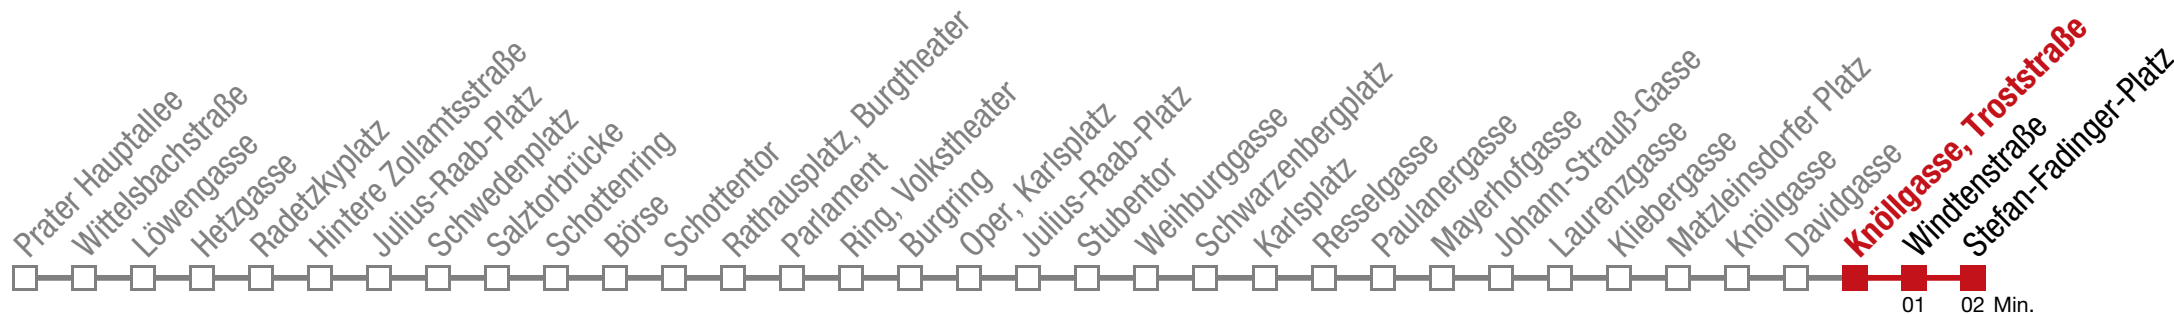 Prater Hauptallee
Wittelsbachstraße
Löwengasse
Hetzgasse
Radetzkyplatz
Hintere Zollamtsstraße
Julius-Raab-Platz
Schwedenplatz
Salztorbrücke
Schottenring
Börse
Schottentor
Rathausplatz, Burgtheater
Parlament
Ring, Volkstheater
Burgring
Oper, Karlsplatz
Julius-Raab-Platz
Stubentor
Weihburggasse
Schwarzenbergplatz
Karlsplatz
Resselgasse
Paulanergasse
Mayerhofgasse
Johann-Strauß-Gasse
Laurenzgasse
Kliebergasse
Matzleinsdorfer Platz
Knöllgasse
Davidgasse
Knöllgasse, Troststraße
Windtenstraße
Stefan-Fadinger-Platz
01 02 Min.